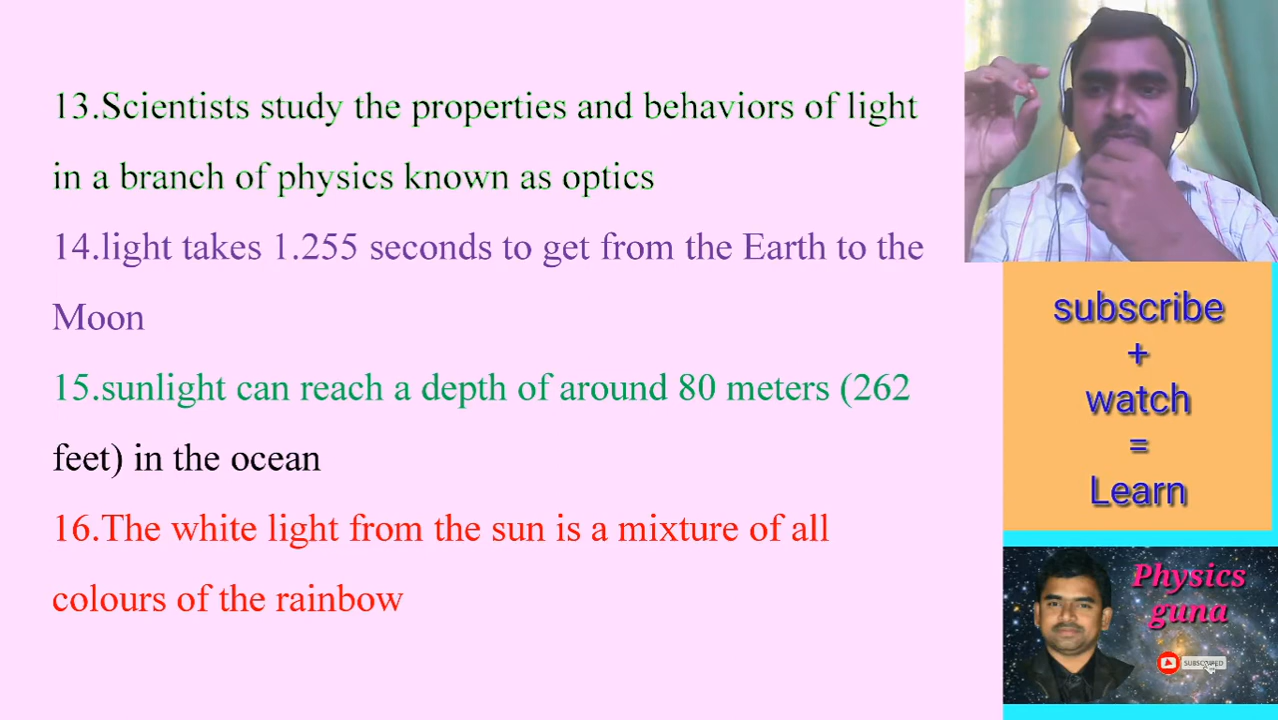 13.Scientists study the properties and behaviors of light
in a branch of physics known as optics
14.light takes 1.255 seconds to get from the Earth to the
Moon
15.sunlight can reach a depth of around 80 meters (262
feet) in the ocean
16.The white light from the sun is a mixture of all
colours of the rainbow
subscribe
+
watch
=
Learn
Physics
guna
SUBSCRIBED